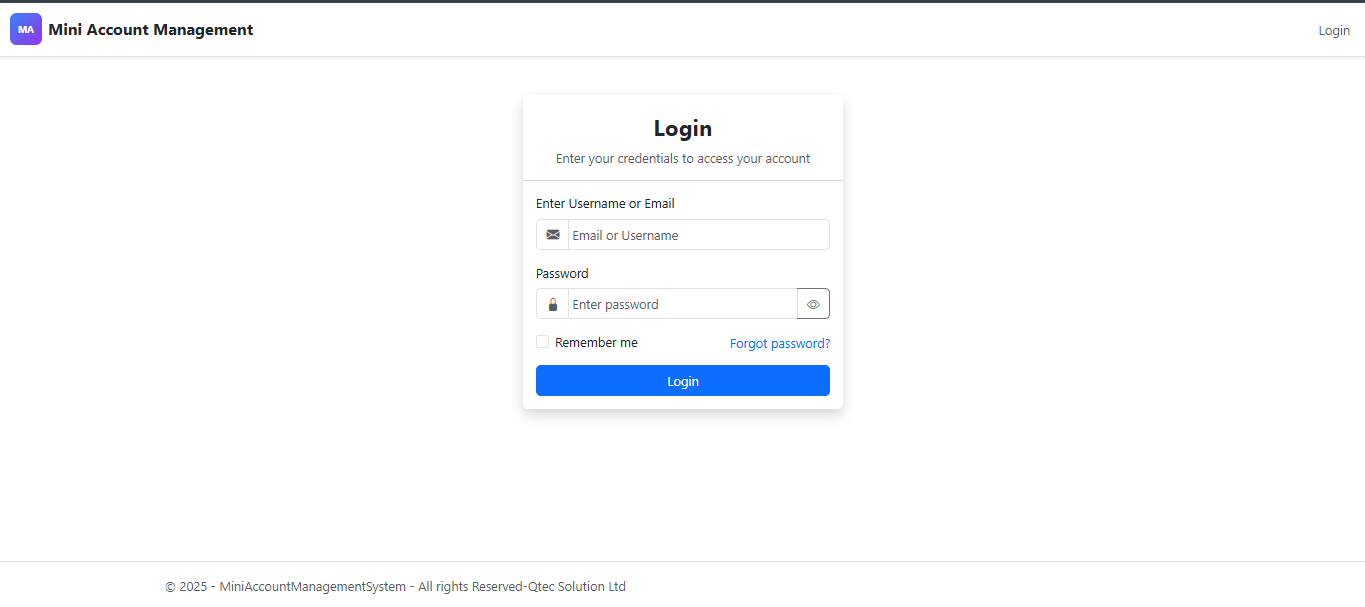 MA Mini Account Management Login
Login
Enter your credentials to access your account
Enter Username or Email
Email or Username
Password
Enter password
Remember me Forgot password?
Login
© 2025 - MiniAccountManagementSystem - All rights Reserved-Qtec Solution Ltd